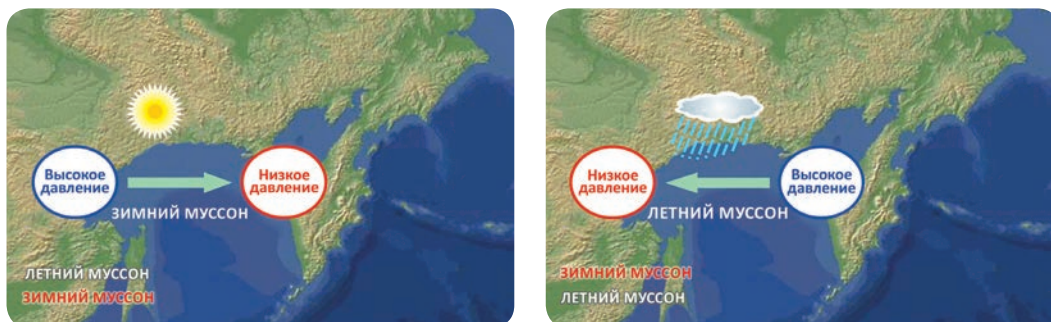 Высокое
давление
Низкое
давление
ЗИМНИЙ МУССОН
ЛЕТНИЙ МУССОН
ЗИМНИЙ МУССОН
Низкое
давление
Высокое
давление
ЛЕТНИЙ МУССОН
ЗИМНИЙ МУССОН
ЛЕТНИЙ МУССОН